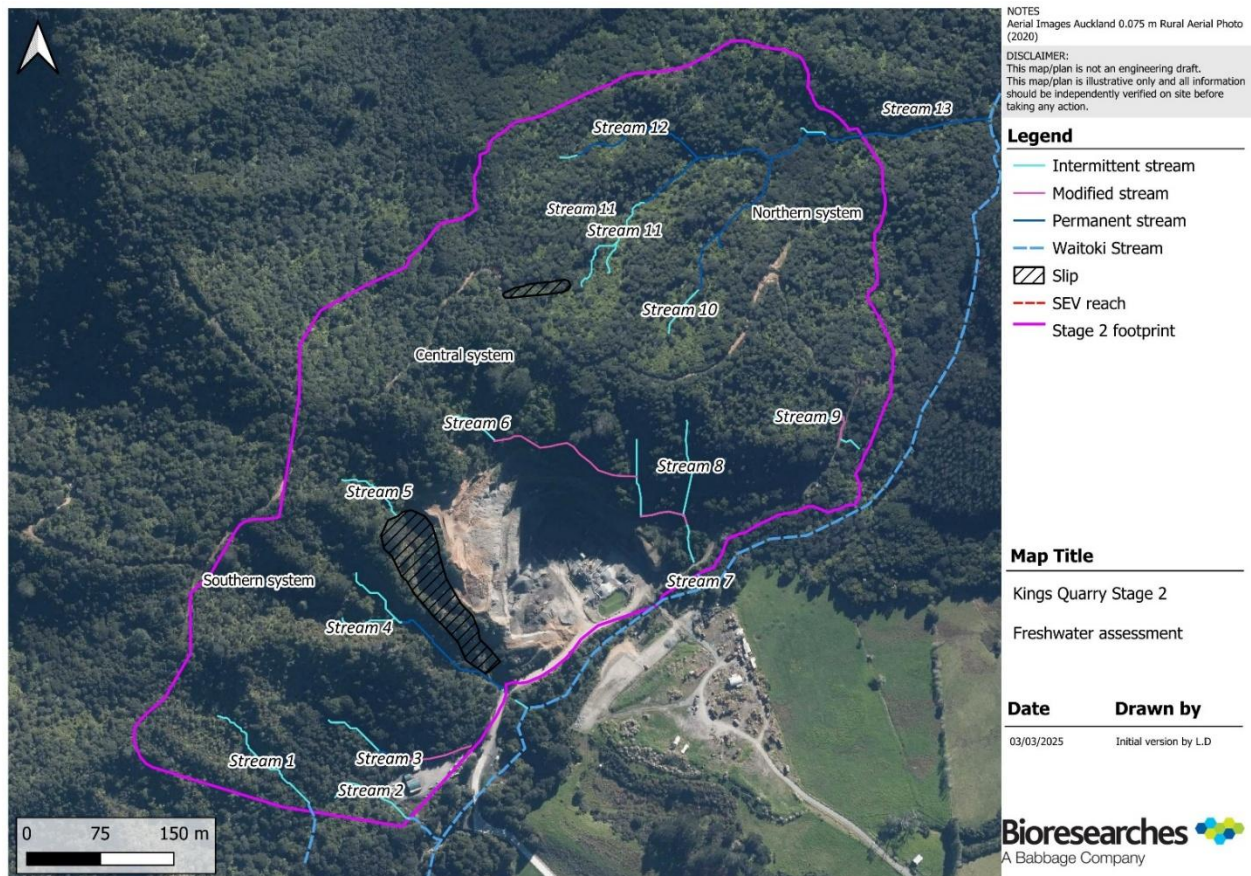 NOTES
Aerial Images Auckland 0.075 m Rural Aerial Photo
(2020)
DISCLAIMER:
This map/plan is not an engineering draft.
This map/plan is illustrative only and all information
should be independently verified on site before
taking any action.
Legend
Intermittent stream
Modified stream
Permanent stream
Waitoki Stream
Slip
SEV reach
Stage 2 footprint
Stream 13
Stream 12
Stream 11
Northern system
Stream 11
Stream 10
Central system
Stream 9
Stream 6
Stream 8
Stream 5
Southern system
Stream 7
Stream 4
Stream 3
Stream 1
Stream 2
0 75 150 m
Map Title
Kings Quarry Stage 2
Freshwater assessment
Date Drawn by
03/03/2025 Initial version by L.D
Bioresearches
A Babbage Company